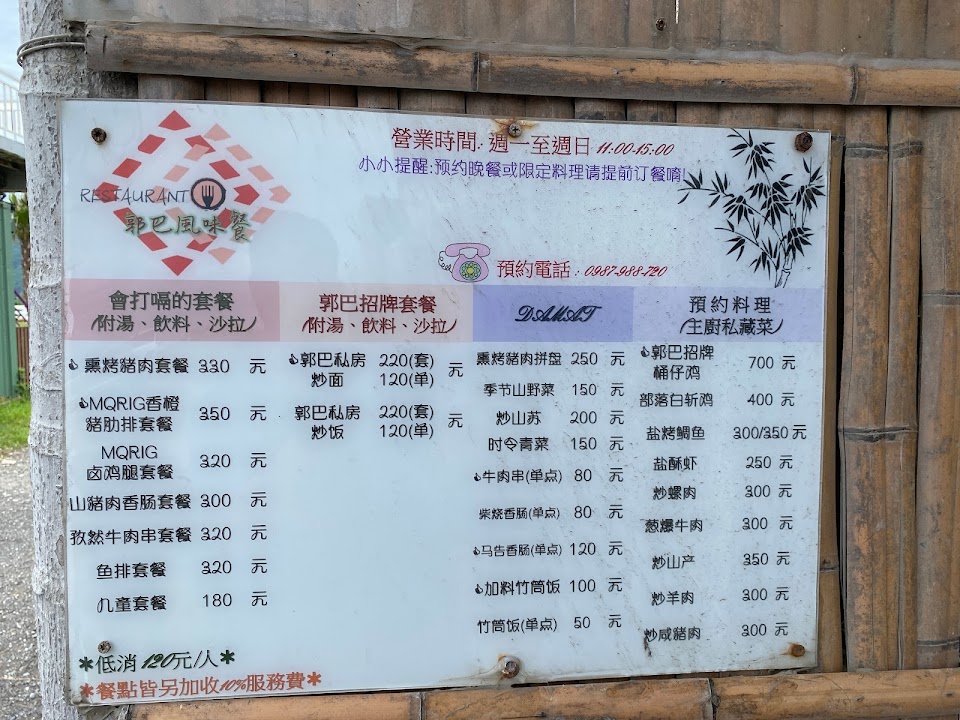 營業時間: 週一至週日 11:00-15:00
小小提醒:预约晚餐或限定料理请提前订餐唷!
RESTAURANT
郭巴風味餐
預約電話: 0987-988-720
會打嗝的套餐
(附湯、飲料、沙拉)
熏烤豬肉套餐 330 元
MQRIG香橙
豬肋排套餐 350 元
MQRIG
卤鸡腿套餐 320 元
山豬肉香肠套餐 300 元
孜然牛肉串套餐 320 元
鱼排套餐 320 元
儿童套餐 180 元
郭巴招牌套餐
(附湯、飲料、沙拉)
郭巴私房 220(套)
炒面 120(单) 元
郭巴私房 220(套)
炒饭 120(单) 元
DAMAT
熏烤豬肉拼盘 250 元
季节山野菜 150 元
炒山苏 200 元
时令青菜 150 元
牛肉串(单点) 80 元
柴烧香肠(单点) 80 元
马告香肠(单点) 120 元
加料竹筒饭 100 元
竹筒饭(单点) 50 元
預約料理
(主廚私藏菜)
郭巴招牌
桶仔鸡 700 元
部落白斩鸡 400 元
盐烤鲷鱼 300/350 元
盐酥虾 250 元
炒螺肉 300 元
葱爆牛肉 300 元
炒山产 350 元
炒羊肉 300 元
炒咸豬肉 300 元
*低消 120元/人*
*餐點皆另加收10%服務費*